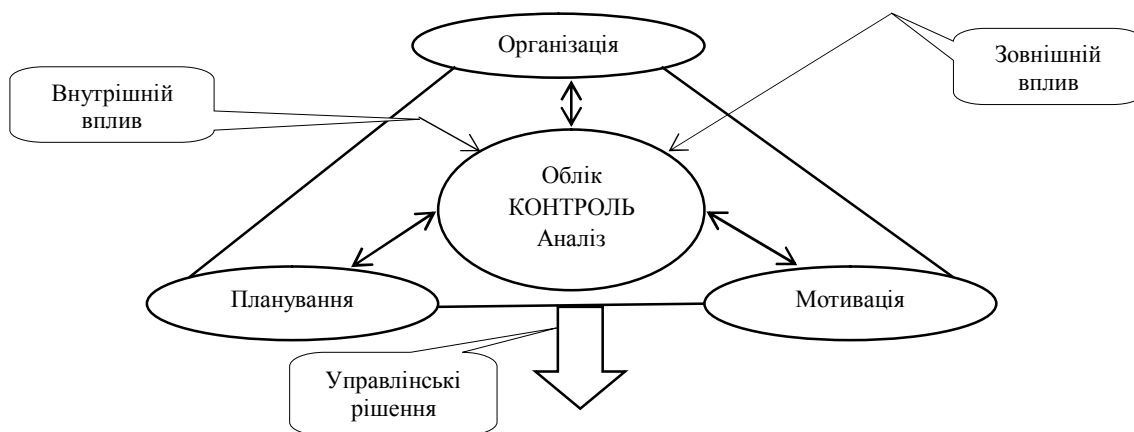 Організація
Зовнішній
вплив
Внутрішній
вплив
Облік
КОНТРОЛЬ
Аналіз
Планування
Мотивація
Управлінські
рішення